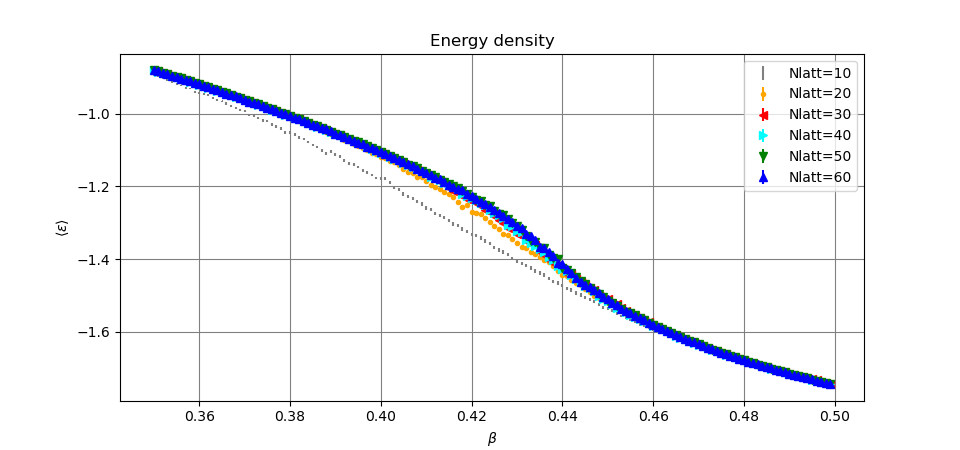 Energy density
⟨ε⟩
−1.0
−1.2
−1.4
−1.6
Nlatt=10
Nlatt=20
Nlatt=30
Nlatt=40
Nlatt=50
Nlatt=60
0.36 0.38 0.40 0.42 0.44 0.46 0.48 0.50
β